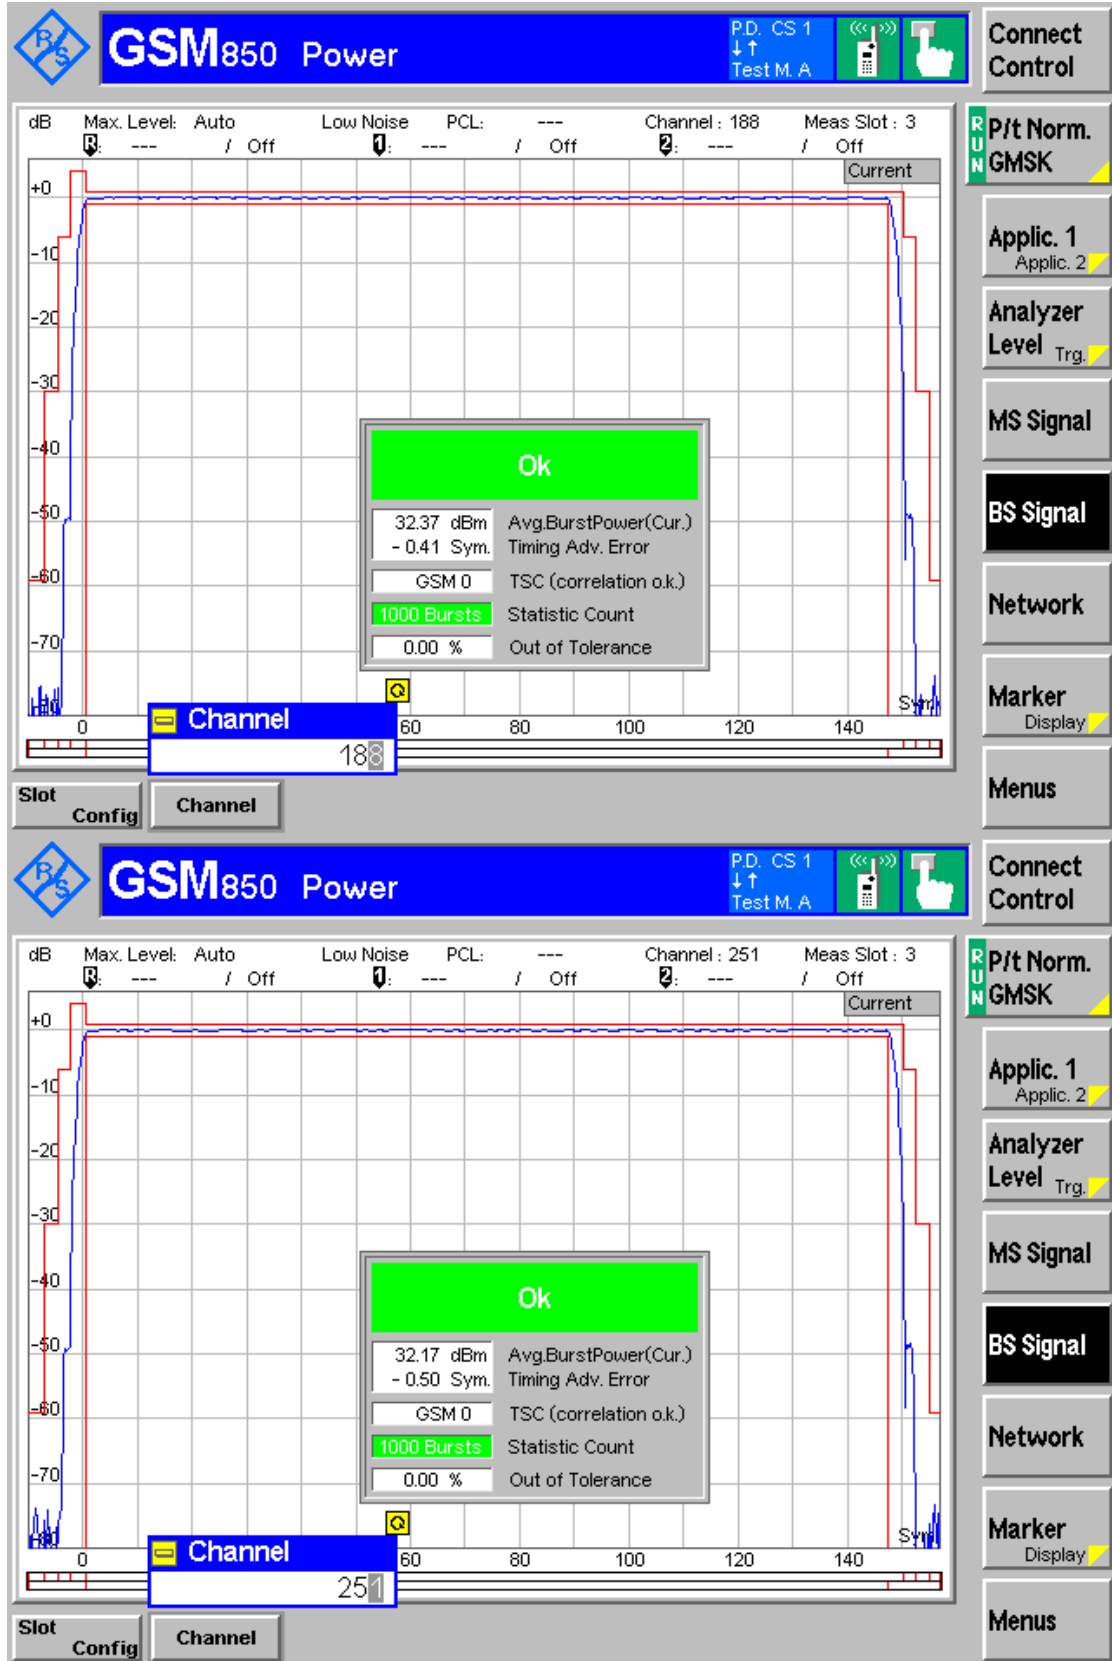 R/S
GSM850 Power
P.D. CS 1
Test M. A
Connect Control
dB Max. Level: Auto Low Noise PCL: --- Channel : 188 Meas Slot : 3
R: --- / Off 1: --- / Off 2: --- / Off
Current
RUN
P/t Norm. GMSK
+0
-10
-20
-30
-40
-50
-60
-70
Applic. 1
Applic. 2
Analyzer Level Trg.
MS Signal
BS Signal
Network
Marker
Display
Menus
Ok
32.37 dBm Avg.BurstPower(Cur.)
- 0.41 Sym. Timing Adv. Error
GSM 0 TSC (correlation o.k.)
1000 Bursts Statistic Count
0.00 % Out of Tolerance
Sym.
0 60 80 100 120 140
Channel
188
Slot Config
Channel
R/S
GSM850 Power
P.D. CS 1
Test M. A
Connect Control
dB Max. Level: Auto Low Noise PCL: --- Channel : 251 Meas Slot : 3
R: --- / Off 1: --- / Off 2: --- / Off
Current
RUN
P/t Norm. GMSK
+0
-10
-20
-30
-40
-50
-60
-70
Applic. 1
Applic. 2
Analyzer Level Trg.
MS Signal
BS Signal
Network
Marker
Display
Menus
Ok
32.17 dBm Avg.BurstPower(Cur.)
- 0.50 Sym. Timing Adv. Error
GSM 0 TSC (correlation o.k.)
1000 Bursts Statistic Count
0.00 % Out of Tolerance
Sym.
0 60 80 100 120 140
Channel
251
Slot Config
Channel